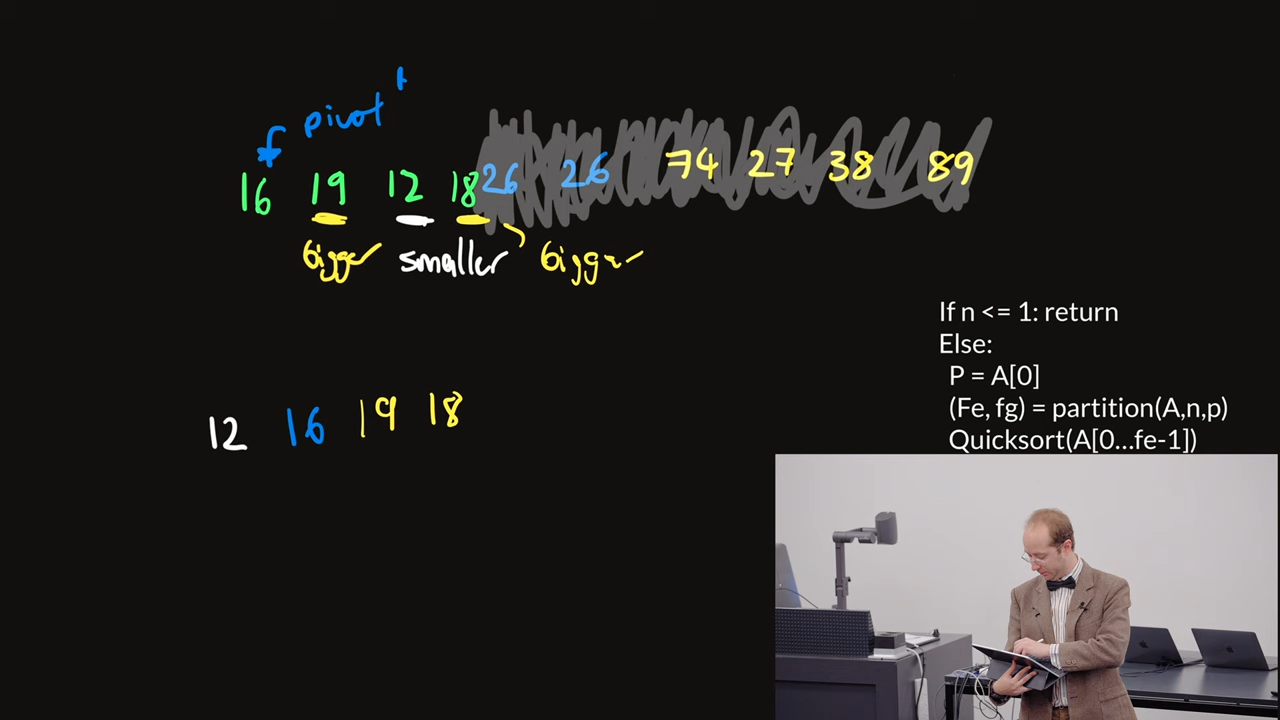 pivot
16 19 12 18 26 26 74 27 38 89
bigger smaller bigger
If n <= 1: return
Else:
P = A[0]
(Fe, fg) = partition(A,n,p)
Quicksort(A[0...fe-1])
12 16 19 18